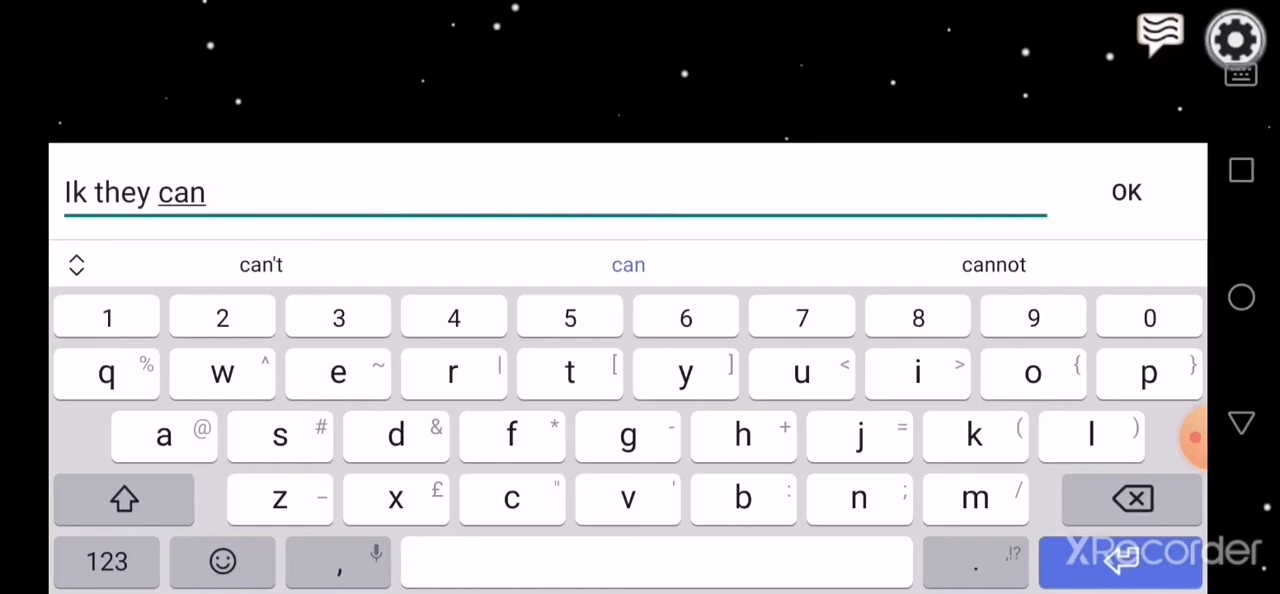 Ik they can
OK
can't can cannot
1 2 3 4 5 6 7 8 9 0
q % w ^ e ~ r | t [ y ] u < i > o { p }
a @ s # d & f * g - h + j = k ( l )
z _ x £ c " v ' b : n ; m /
123 , . ,!?
XRecorder